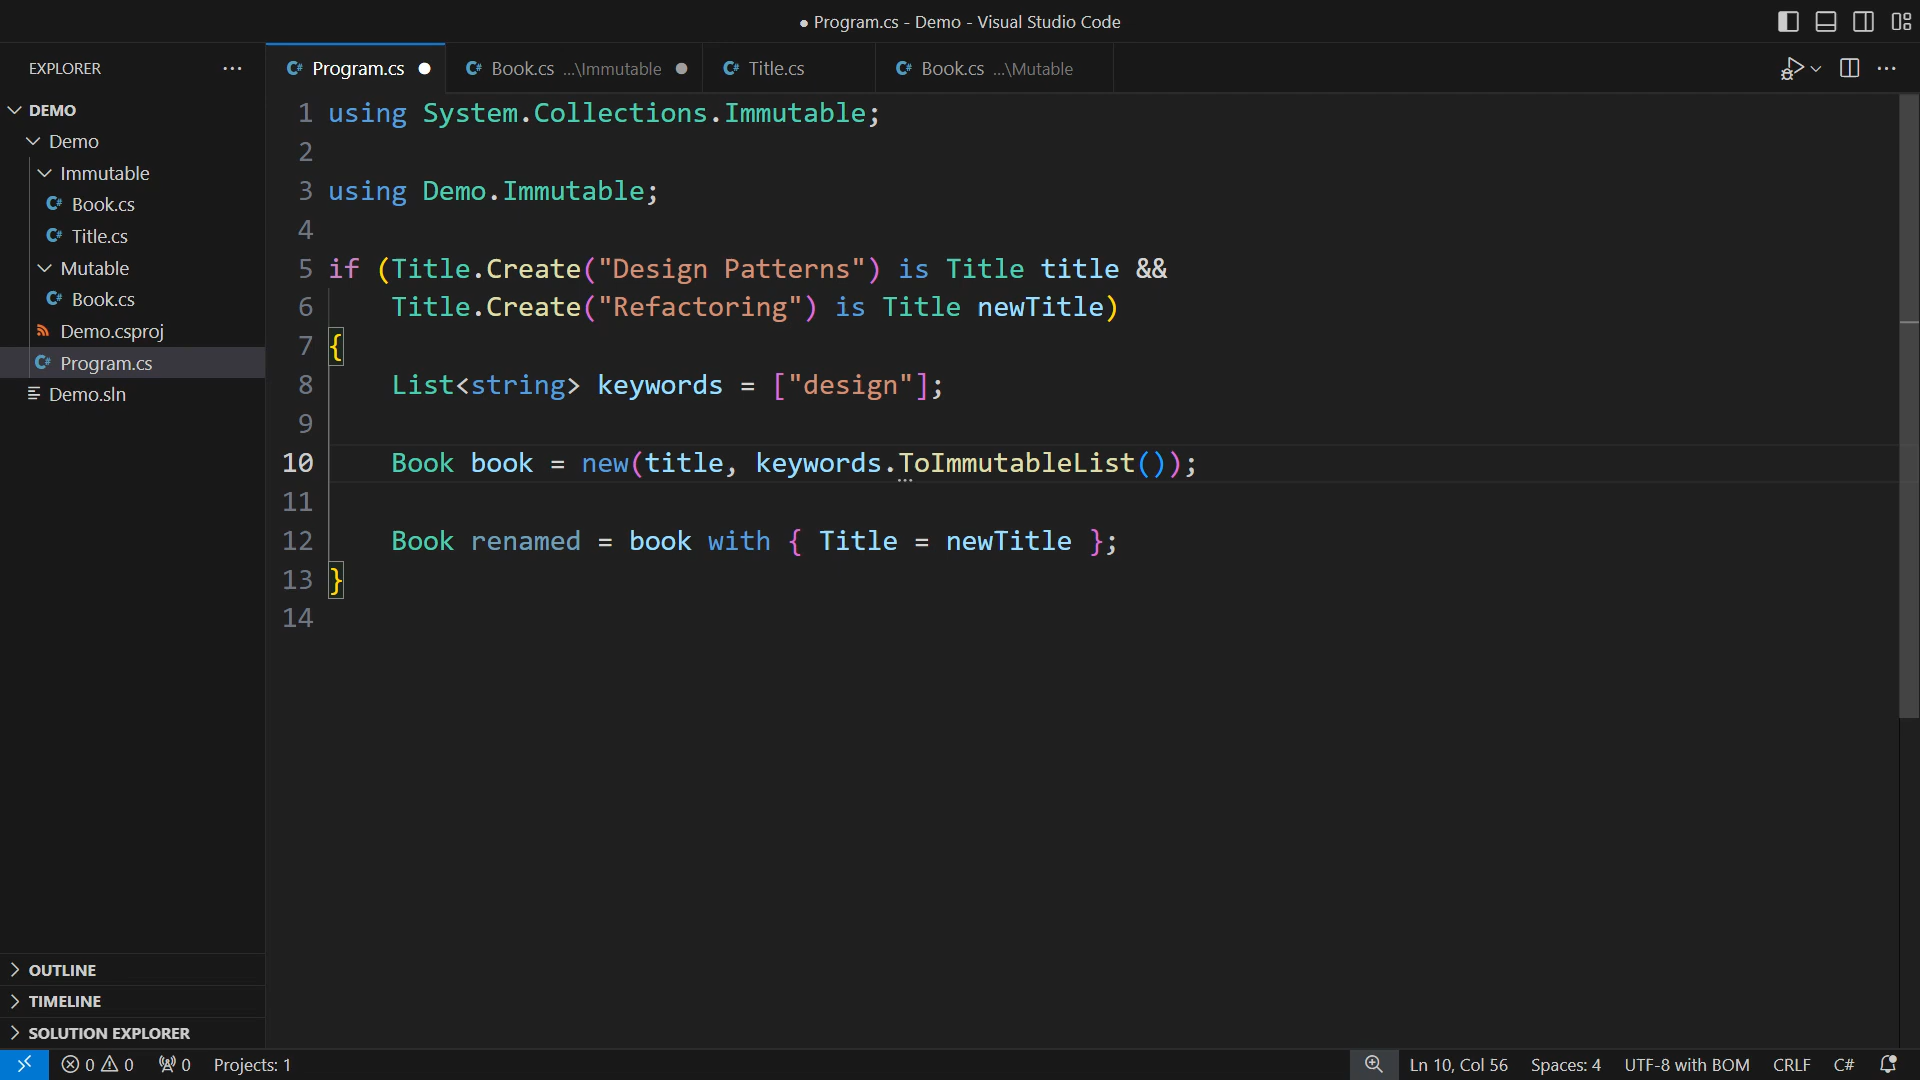 ● Program.cs - Demo - Visual Studio Code
EXPLORER
DEMO
Demo
Immutable
C# Book.cs
C# Title.cs
Mutable
C# Book.cs
Demo.csproj
C# Program.cs
Demo.sln
OUTLINE
TIMELINE
SOLUTION EXPLORER
C# Program.cs ●
C# Book.cs ...\Immutable ●
C# Title.cs
C# Book.cs ...\Mutable
1 using System.Collections.Immutable;
2
3 using Demo.Immutable;
4
5 if (Title.Create("Design Patterns") is Title title &&
6     Title.Create("Refactoring") is Title newTitle)
7 {
8     List<string> keywords = ["design"];
9
10     Book book = new(title, keywords.ToImmutableList());
11
12     Book renamed = book with { Title = newTitle };
13 }
14
0 0 0 Projects: 1
Ln 10, Col 56 Spaces: 4 UTF-8 with BOM CRLF C#